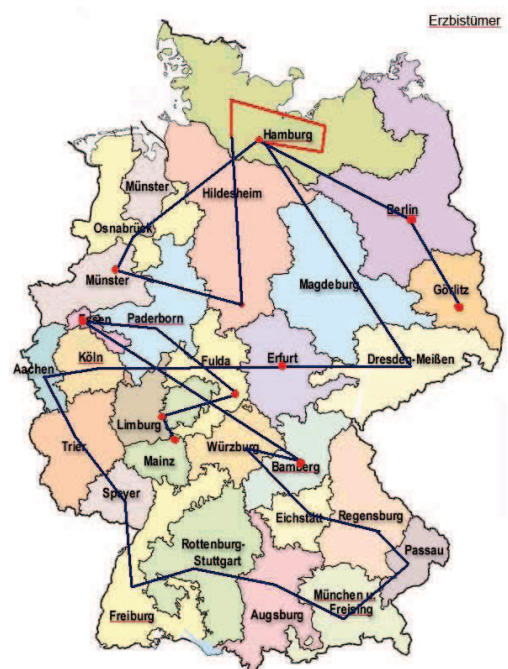 Erzbistümer
Hamburg
Münster
Hildesheim
Osnabrück
Berlin
Münster
Magdeburg
Görlitz
Essen
Paderborn
Köln
Fulda
Erfurt
Dresden-Meißen
Aachen
Limburg
Trier
Würzburg
Mainz
Bamberg
Speyer
Eichstätt
Regensburg
Rottenburg-
Stuttgart
Passau
München u.
Freising
Freiburg
Augsburg